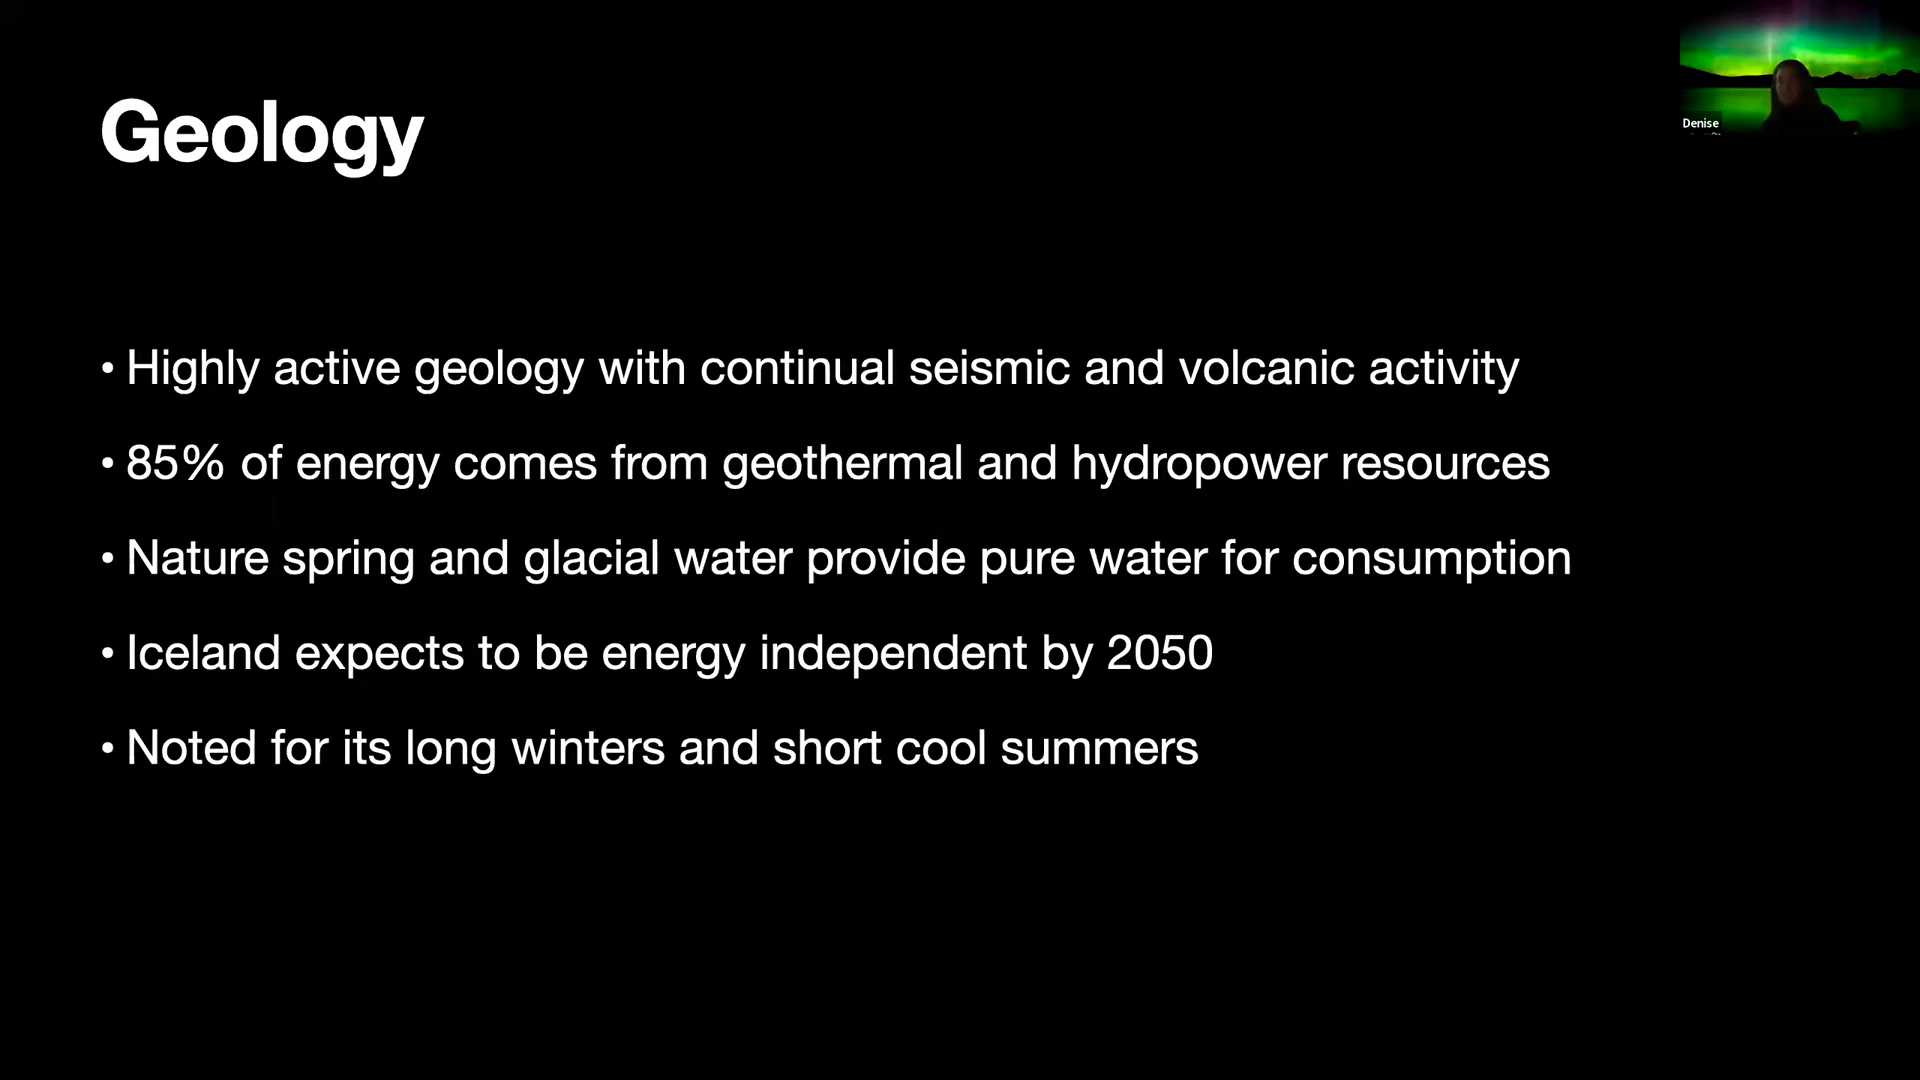 Geology
Denise
• Highly active geology with continual seismic and volcanic activity
• 85% of energy comes from geothermal and hydropower resources
• Nature spring and glacial water provide pure water for consumption
• Iceland expects to be energy independent by 2050
• Noted for its long winters and short cool summers